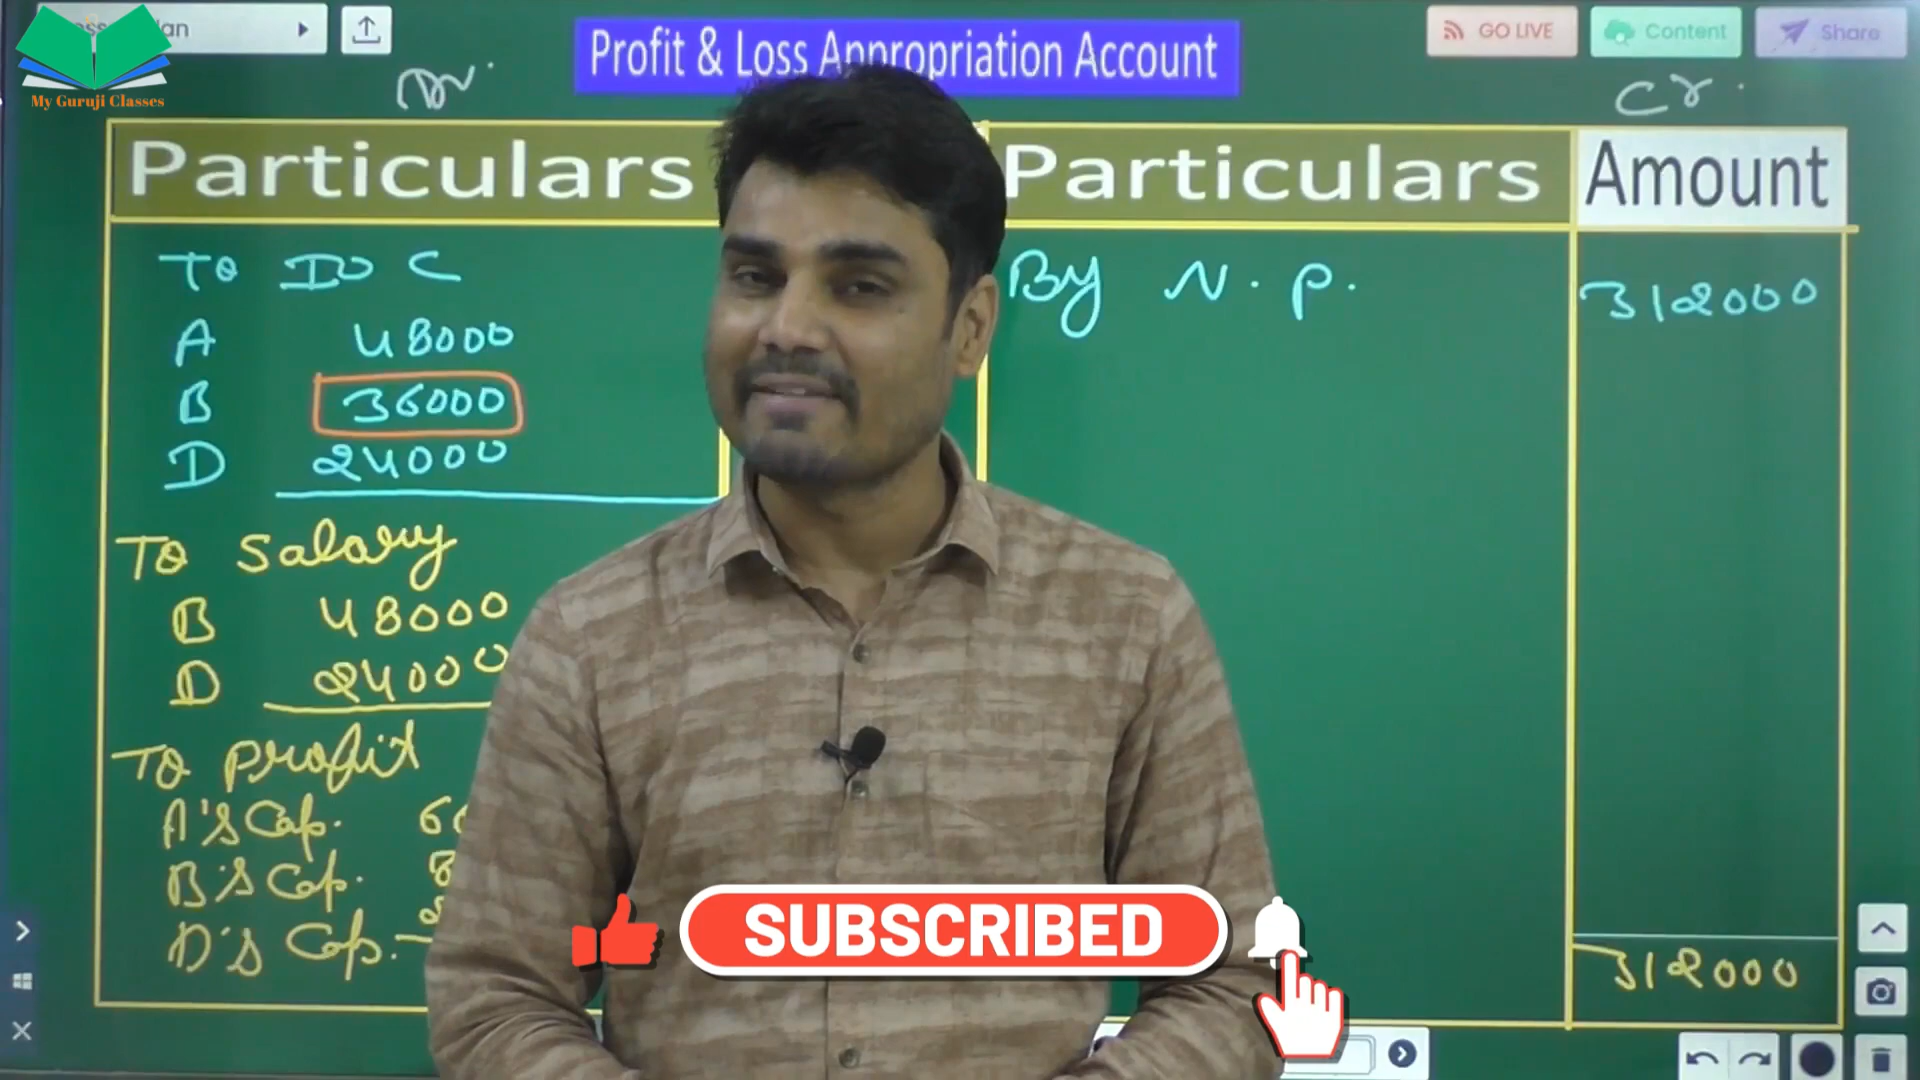 My Guruji Classes
GO LIVE
Content
Share
Profit & Loss Appropriation Account
Dr.
Cr.
Particulars
Particulars
Amount
To IOC
A 48000
B 36000
D 24000
To Salary
B 48000
D 24000
To profit
A's Cap.
B's Cap.
D's Cap.
By N.P. 312000
312000
SUBSCRIBED